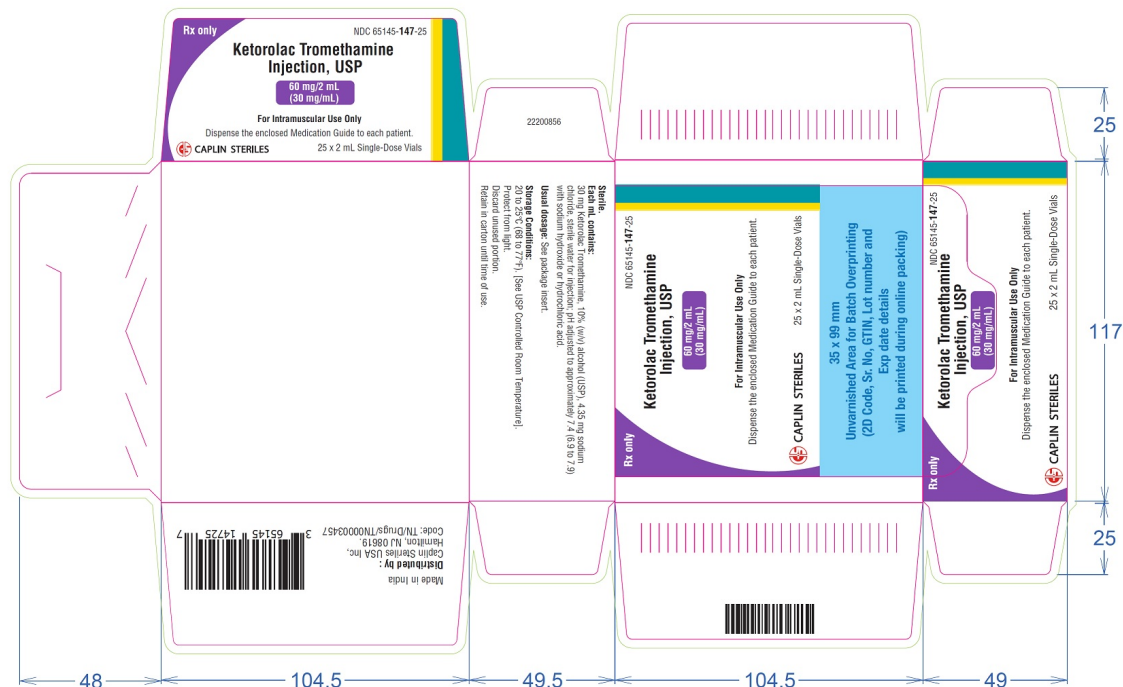 Rx only
NDC 65145-147-25
Ketorolac Tromethamine
Injection, USP
60 mg/2 mL
(30 mg/mL)
For Intramuscular Use Only
Dispense the enclosed Medication Guide to each patient.
CAPLIN STERILES
25 x 2 mL Single-Dose Vials
22200856
Sterile.
Each mL contains:
30 mg Ketorolac Tromethamine, 10% (w/v) alcohol (USP), 4.35 mg sodium
chloride, sterile water for injection; pH adjusted to approximately 7.4 (6.9 to 7.9)
with sodium hydroxide or hydrochloric acid.
Usual dosage: See package insert.
Storage Conditions:
20 to 25°C (68 to 77°F). [See USP Controlled Room Temperature].
Protect from light.
Discard unused portion.
Retain in carton until time of use.
NDC 65145-147-25
Ketorolac Tromethamine
Injection, USP
60 mg/2 mL
(30 mg/mL)
For Intramuscular Use Only
Dispense the enclosed Medication Guide to each patient.
25 x 2 mL Single-Dose Vials
CAPLIN STERILES
Rx only
35 x 99 mm
Unvarnished Area for Batch Overprinting
(2D Code, Sr. No, GTIN, Lot number and
Exp date details
will be printed during online packing)
NDC 65145-147-25
Ketorolac Tromethamine
Injection, USP
60 mg/2 mL
(30 mg/mL)
For Intramuscular Use Only
Dispense the enclosed Medication Guide to each patient.
25 x 2 mL Single-Dose Vials
CAPLIN STERILES
Rx only
25
117
25
Made in India
Distributed by :
Caplin Steriles USA Inc,
Hamilton, NJ 08619.
Code: TN/Drugs/TN00003457
3 65145 14725 7
48
104.5
49.5
104.5
49